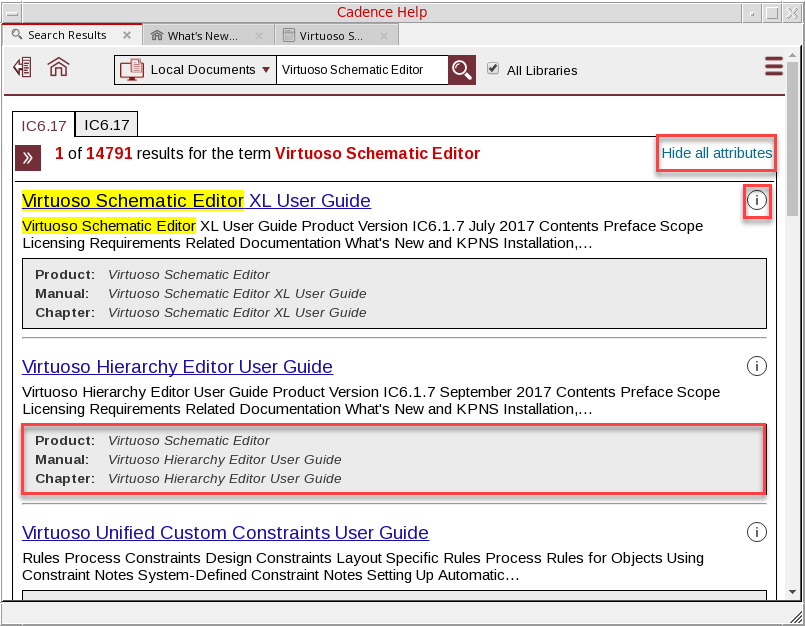 Cadence Help
Search Results
What's New...
Virtuoso S...
Local Documents
Virtuoso Schematic Editor
All Libraries
IC6.17
IC6.17
1 of 14791 results for the term Virtuoso Schematic Editor
Hide all attributes
Virtuoso Schematic Editor XL User Guide
Virtuoso Schematic Editor XL User Guide Product Version IC6.1.7 July 2017 Contents Preface Scope
Licensing Requirements Related Documentation What's New and KPNS Installation,…
Product: Virtuoso Schematic Editor
Manual: Virtuoso Schematic Editor XL User Guide
Chapter: Virtuoso Schematic Editor XL User Guide
Virtuoso Hierarchy Editor User Guide
Virtuoso Hierarchy Editor User Guide Product Version IC6.1.7 September 2017 Contents Preface Scope
Licensing Requirements Related Documentation What's New and KPNS Installation,…
Product: Virtuoso Schematic Editor
Manual: Virtuoso Hierarchy Editor User Guide
Chapter: Virtuoso Hierarchy Editor User Guide
Virtuoso Unified Custom Constraints User Guide
Rules Process Constraints Design Constraints Layout Specific Rules Process Rules for Objects Using
Constraint Notes System-Defined Constraint Notes Setting Up Automatic…